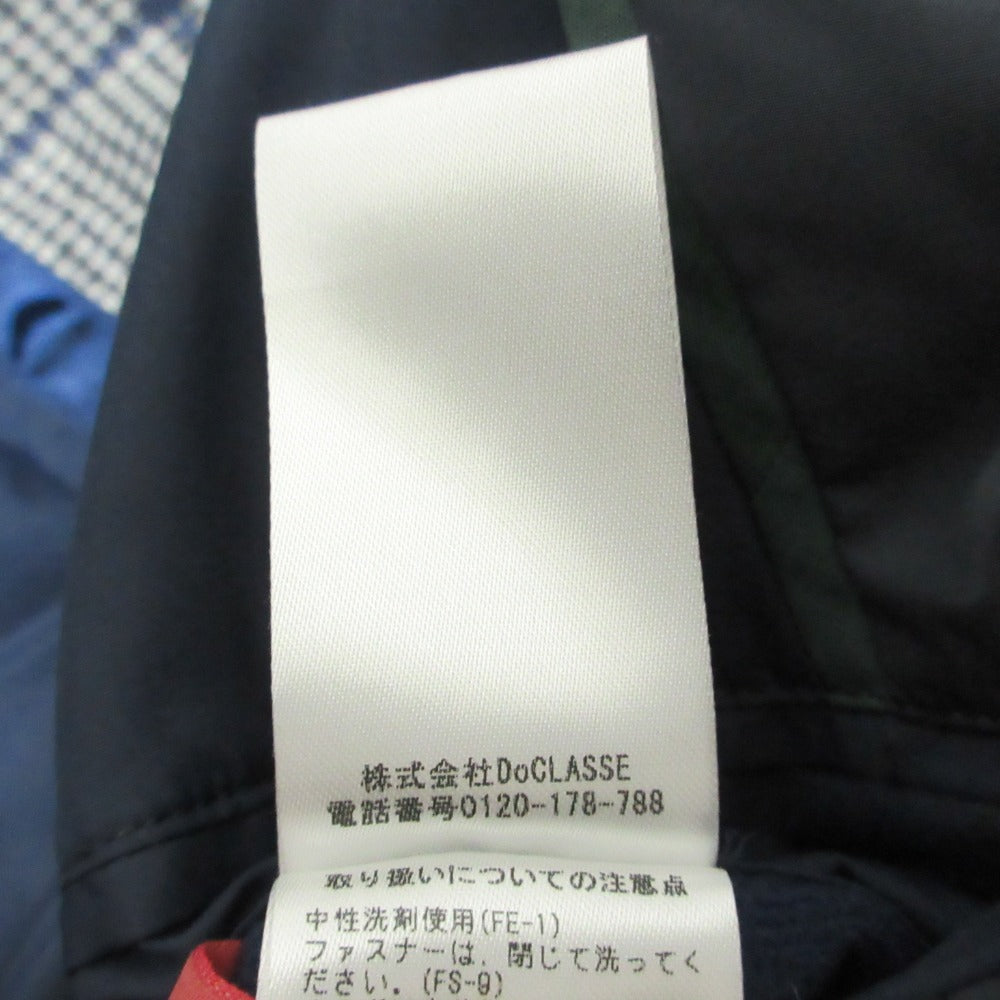 株式会社DoCLASSE
電話番号0120-178-788
取り扱いについての注意点
中性洗剤使用(FE-1)
ファスナーは、閉じて洗ってく
ださい。(FS-9)